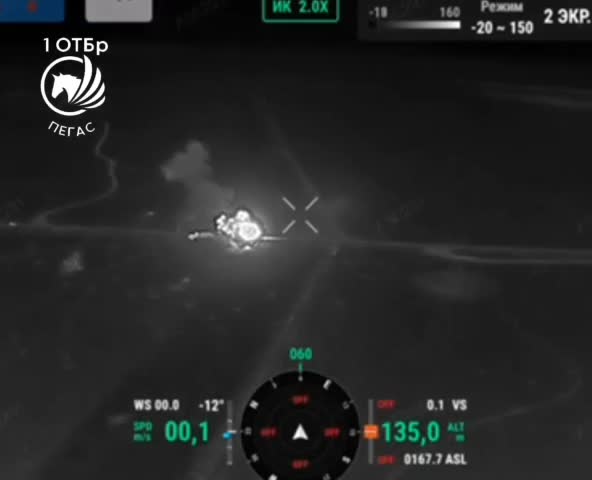 ИК 2.0X
-18
160
Режим
-20 ~ 150
2 ЭКР.
1 ОТБр
ПЕГАС
060
WS 00.0
-12°
SPD
m/s
00,1
OFF
OFF
OFF
OFF
OFF
0.1 VS
135,0
ALT
m
OFF
0167.7 ASL